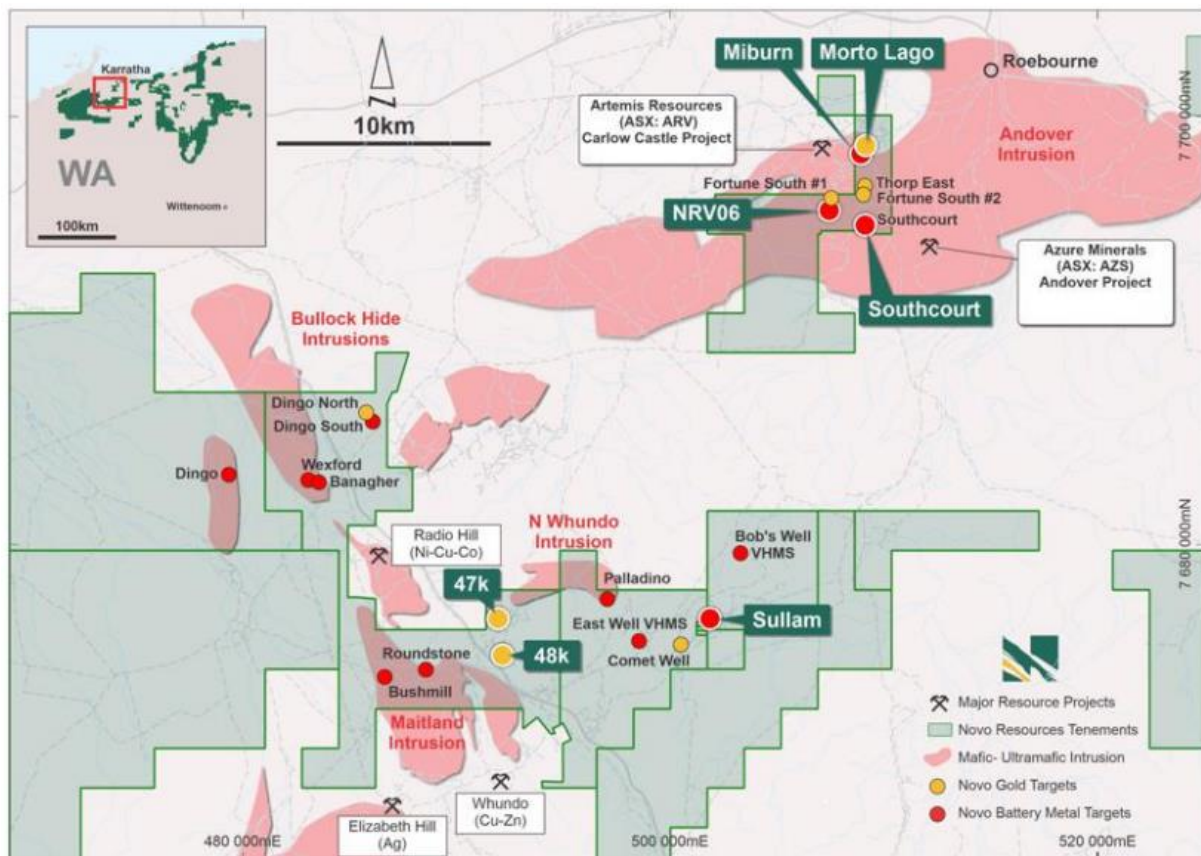 Karratha
WA
Wittenoom
100km
Z
10km
Miburn
Morto Lago
Roebourne
Artemis Resources
(ASX: ARV)
Carlow Castle Project
Andover
Intrusion
7 700 000mN
Fortune South #1
Thorp East
Fortune South #2
NRV06
Southcourt
Azure Minerals
(ASX: AZS)
Andover Project
Southcourt
Bullock Hide
Intrusions
Dingo North
Dingo South
Dingo
Wexford
Banagher
Radio Hill
(Ni-Cu-Co)
N Whundo
Intrusion
Bob's Well
VHMS
7 680 000mN
47k
Palladino
East Well VHMS
Sullam
48k
Comet Well
Roundstone
Bushmill
Maitland
Intrusion
Whundo
(Cu-Zn)
Elizabeth Hill
(Ag)
Major Resource Projects
Novo Resources Tenements
Mafic- Ultramafic Intrusion
Novo Gold Targets
Novo Battery Metal Targets
480 000mE
500 000mE
520 000mE